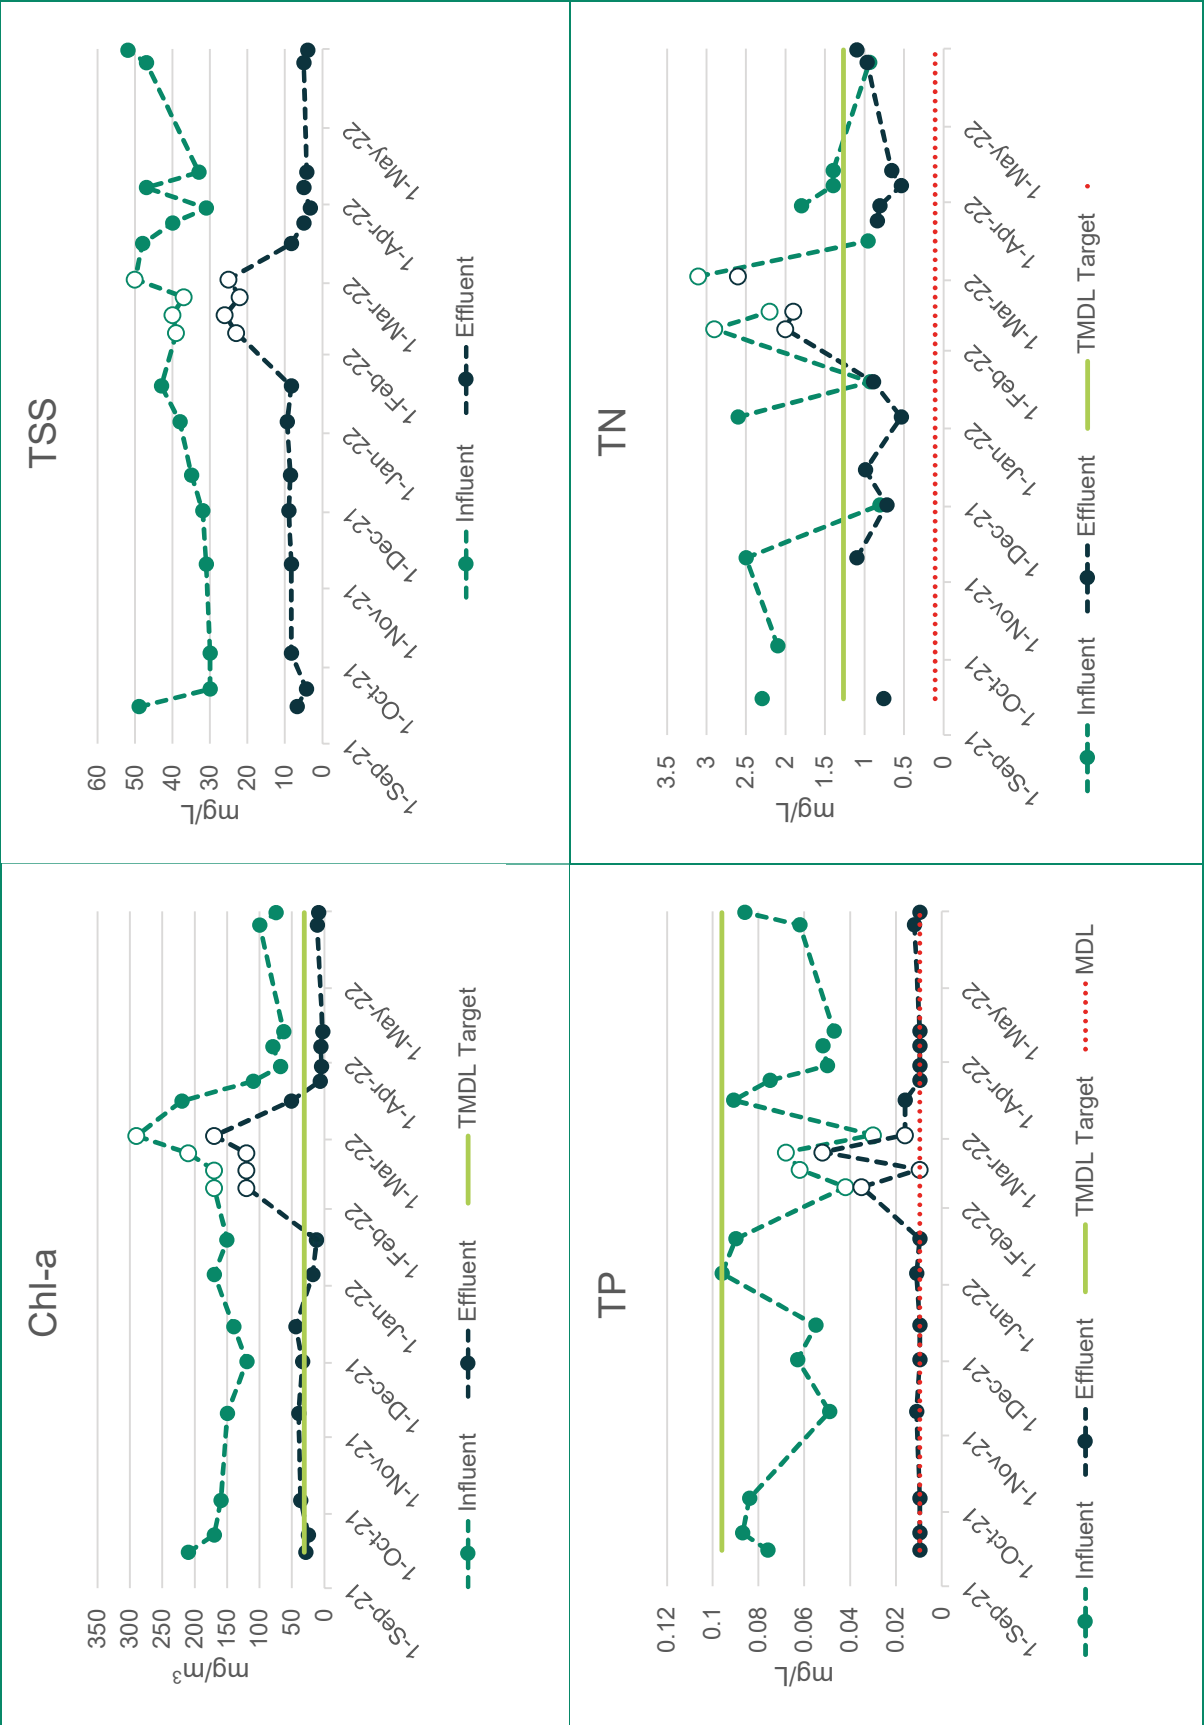 Chl-a
350
300
250
200
150
100
50
0
mg/m³
1-Sep-21
1-Oct-21
1-Nov-21
1-Dec-21
1-Jan-22
1-Feb-22
1-Mar-22
1-Apr-22
1-May-22
Influent
Effluent
TMDL Target
TSS
60
50
40
30
20
10
0
mg/L
1-Sep-21
1-Oct-21
1-Nov-21
1-Dec-21
1-Jan-22
1-Feb-22
1-Mar-22
1-Apr-22
1-May-22
Influent
Effluent
TP
0.12
0.1
0.08
0.06
0.04
0.02
0
mg/L
1-Sep-21
1-Oct-21
1-Nov-21
1-Dec-21
1-Jan-22
1-Feb-22
1-Mar-22
1-Apr-22
1-May-22
Influent
Effluent
TMDL Target
MDL
TN
3.5
3
2.5
2
1.5
1
0.5
0
mg/L
1-Sep-21
1-Oct-21
1-Nov-21
1-Dec-21
1-Jan-22
1-Feb-22
1-Mar-22
1-Apr-22
1-May-22
Influent
Effluent
TMDL Target